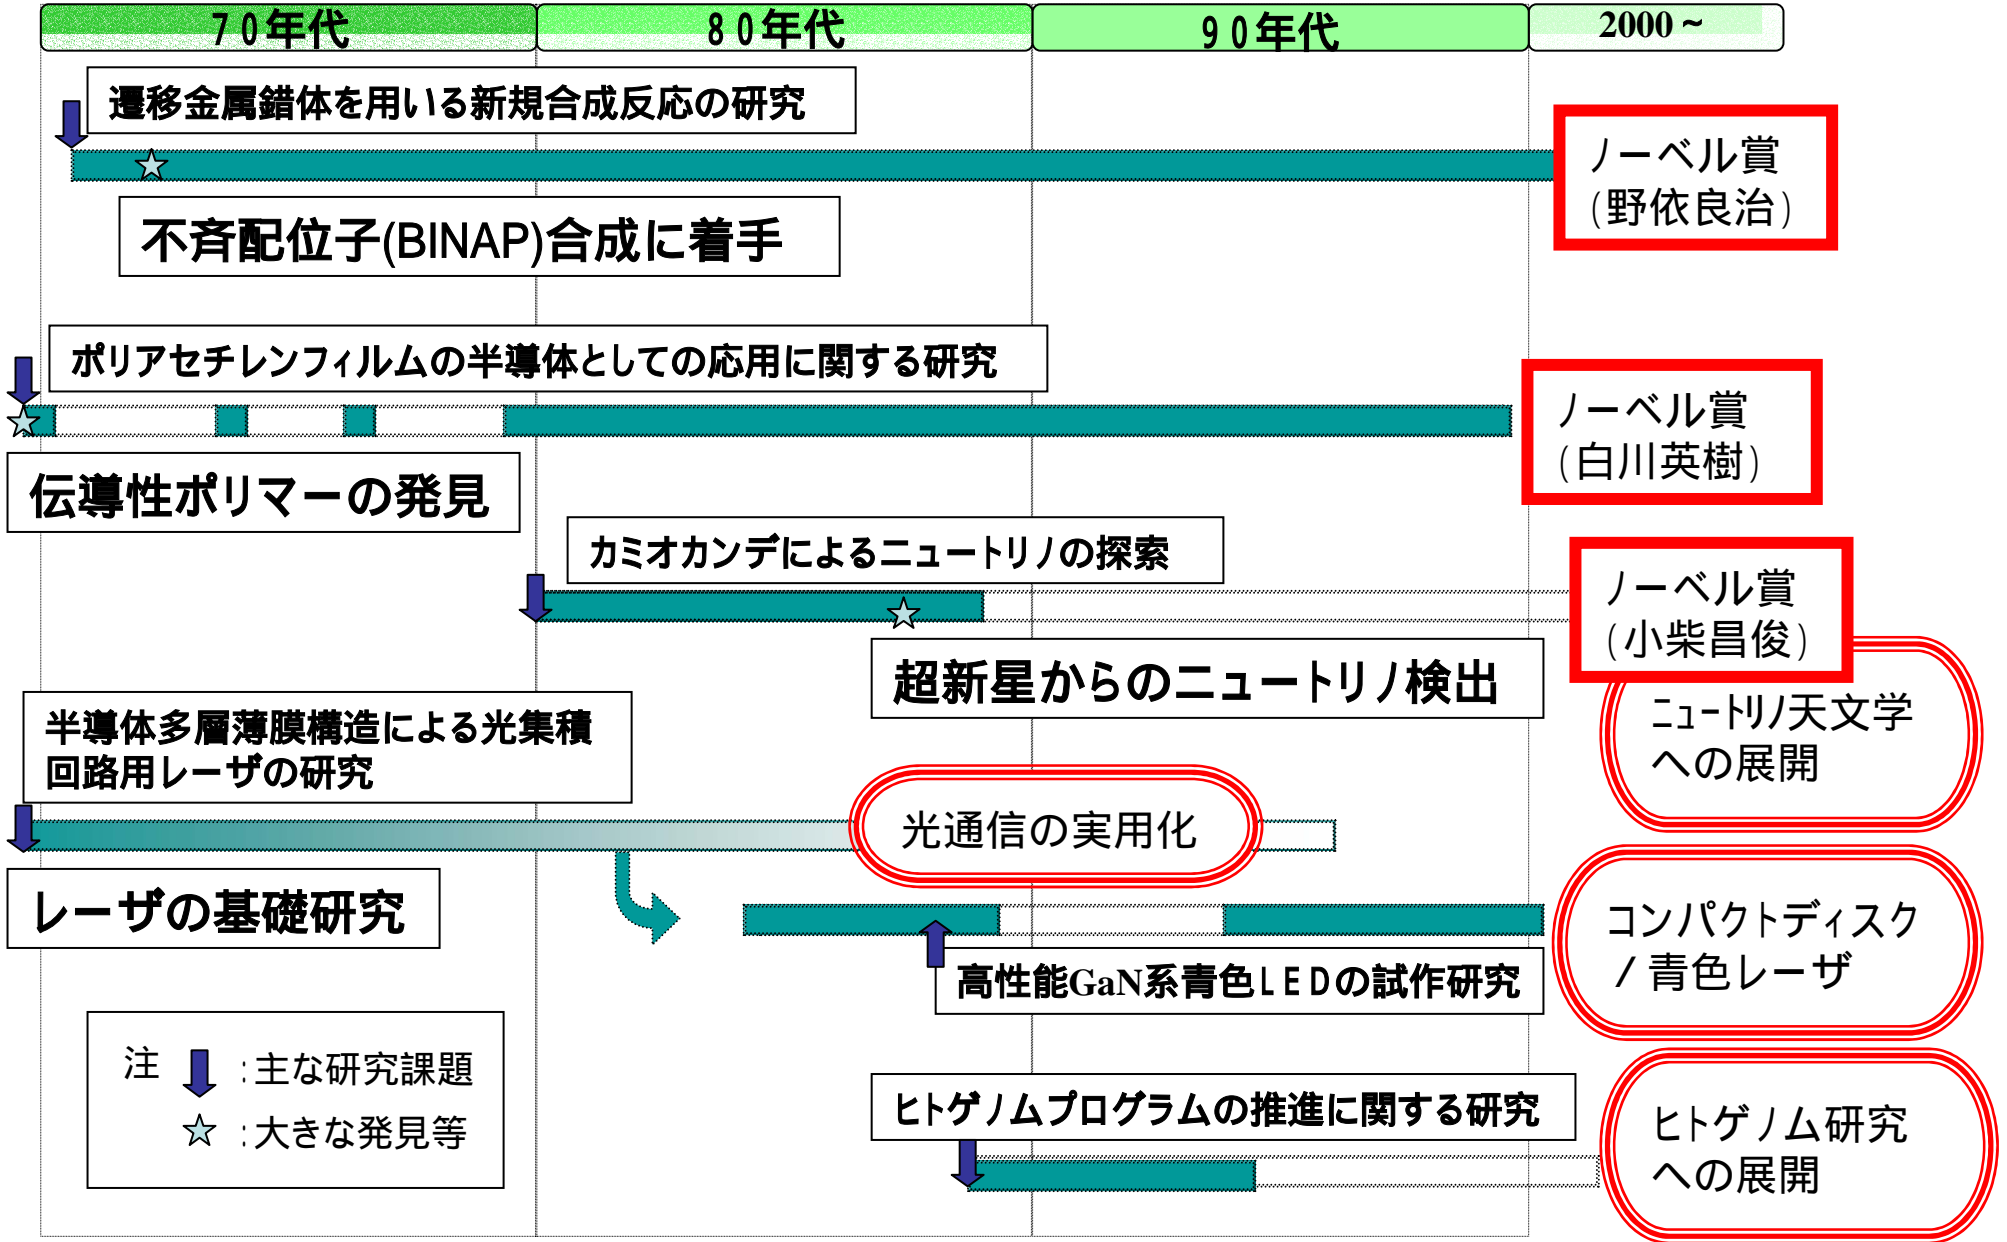 70年代
80年代
90年代
2000~
遷移金属錯体を用いる新規合成反応の研究
ノーベル賞
(野依良治)
不斉配位子(BINAP)合成に着手
ポリアセチレンフィルムの半導体としての応用に関する研究
ノーベル賞
(白川英樹)
伝導性ポリマーの発見
カミオカンデによるニュートリノの探索
ノーベル賞
(小柴昌俊)
超新星からのニュートリノ検出
ニュートリノ天文学
への展開
半導体多層薄膜構造による光集積
回路用レーザの研究
光通信の実用化
レーザの基礎研究
コンパクトディスク
/青色レーザ
高性能GaN系青色LEDの試作研究
注 :主な研究課題
:大きな発見等
ヒトゲノムプログラムの推進に関する研究
ヒトゲノム研究
への展開